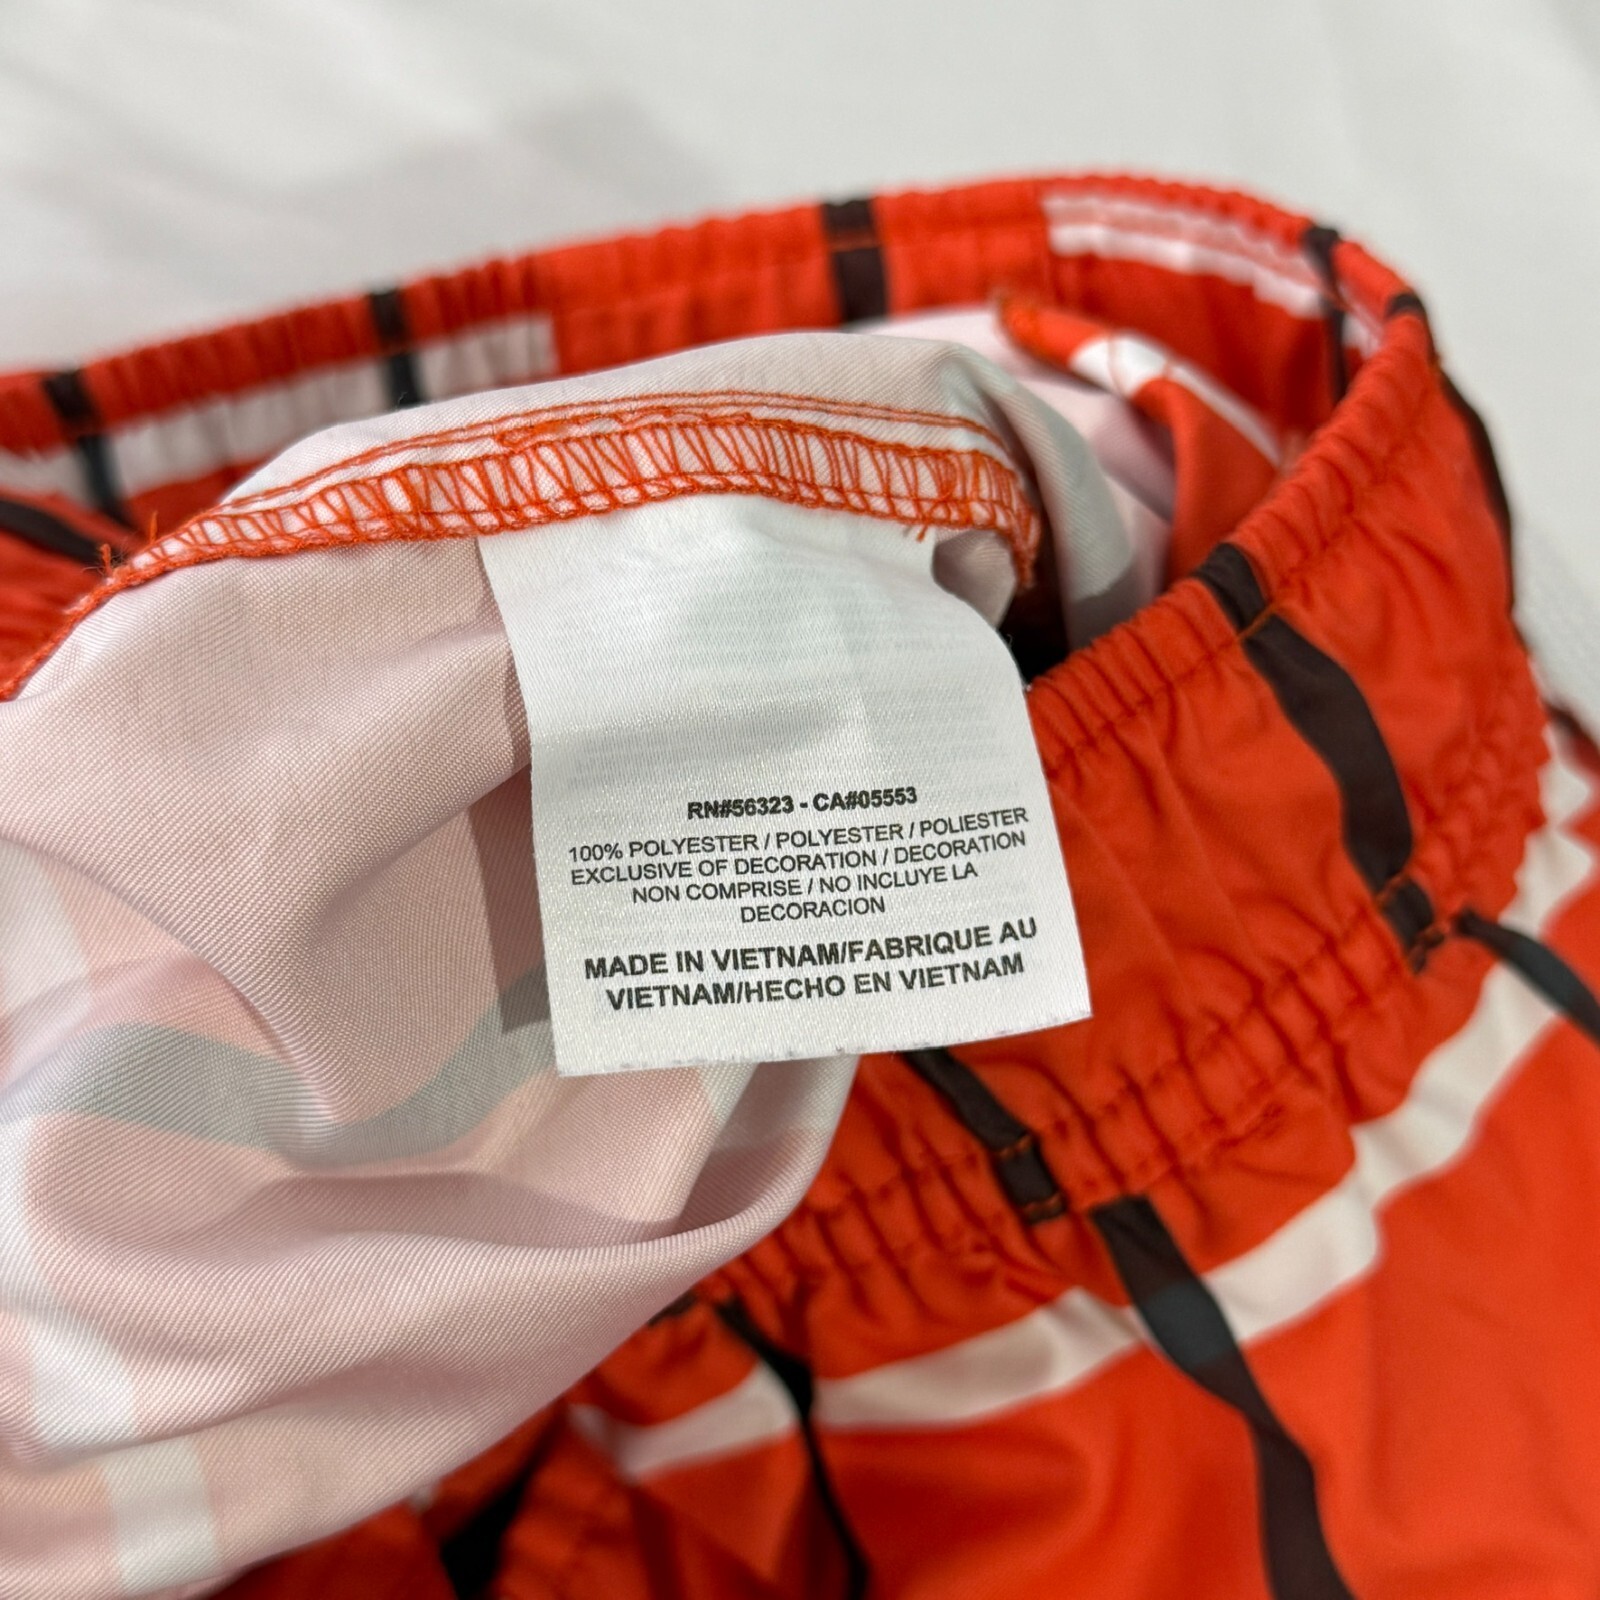 RN#56323 - CA#05553
100% POLYESTER / POLYESTER / POLIESTER
EXCLUSIVE OF DECORATION / DECORATION
NON COMPRISE / NO INCLUYE LA
DECORACION
MADE IN VIETNAM/FABRIQUE AU
VIETNAM/HECHO EN VIETNAM